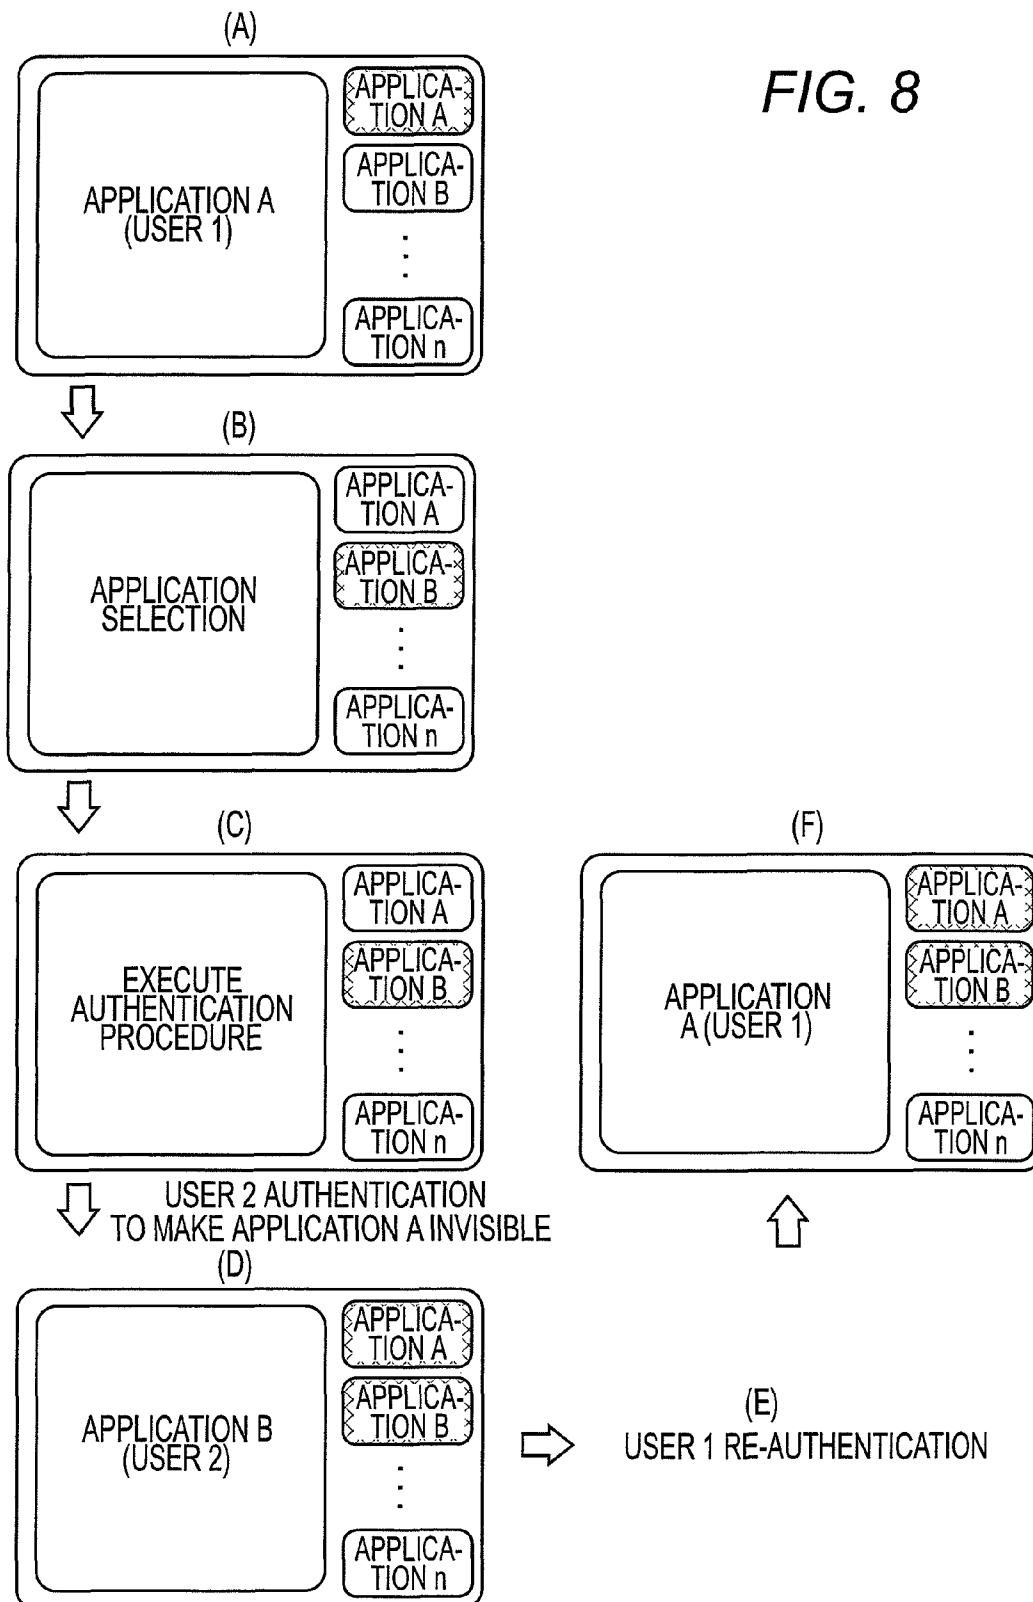 FIG. 8
(A)
APPLICATION A
(USER 1)
APPLICA-
TION A
APPLICA-
TION B
APPLICA-
TION n
(B)
APPLICATION
SELECTION
APPLICA-
TION A
APPLICA-
TION B
APPLICA-
TION n
(C)
EXECUTE
AUTHENTICATION
PROCEDURE
APPLICA-
TION A
APPLICA-
TION B
APPLICA-
TION n
USER 2 AUTHENTICATION
TO MAKE APPLICATION A INVISIBLE
(D)
APPLICATION B
(USER 2)
APPLICA-
TION A
APPLICA-
TION B
APPLICA-
TION n
(E)
USER 1 RE-AUTHENTICATION
(F)
APPLICATION
A (USER 1)
APPLICA-
TION A
APPLICA-
TION B
APPLICA-
TION n